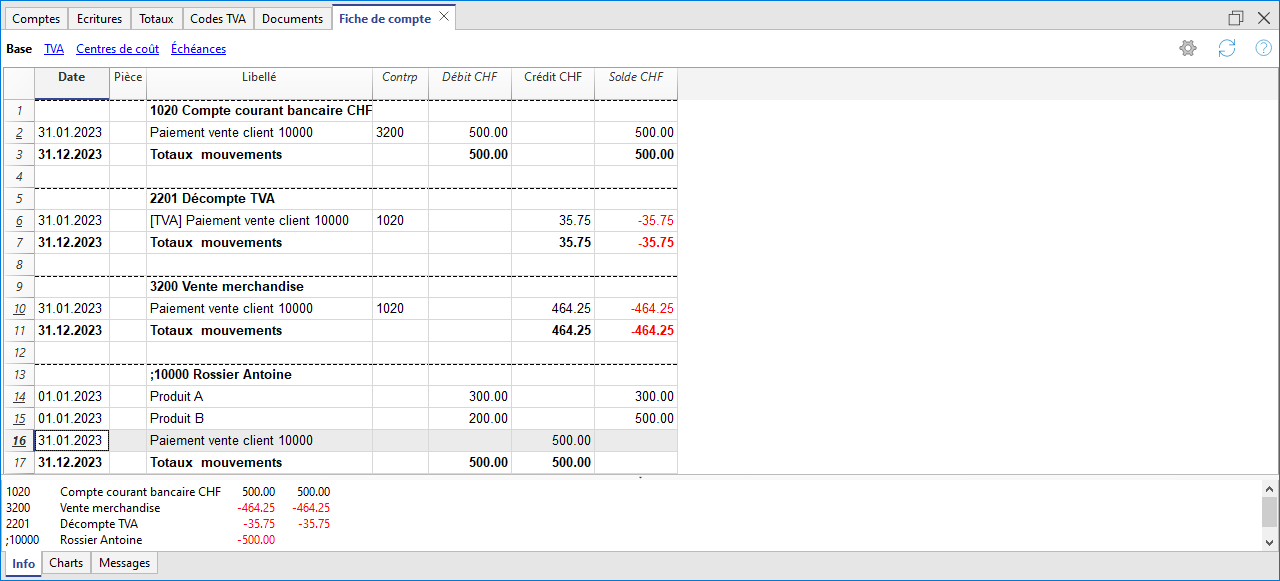 Comptes Ecritures Totaux Codes TVA Documents Fiche de compte
Base TVA Centres de coût Échéances
Date Pièce Libellé Contrp Débit CHF Crédit CHF Solde CHF
1 1020 Compte courant bancaire CHF
2 31.01.2023 Paiement vente client 10000 3200 500.00 500.00
3 31.12.2023 Totaux mouvements 500.00 500.00
4
5 2201 Décompte TVA
6 31.01.2023 [TVA] Paiement vente client 10000 1020 35.75 -35.75
7 31.12.2023 Totaux mouvements 35.75 -35.75
8
9 3200 Vente merchandise
10 31.01.2023 Paiement vente client 10000 1020 464.25 -464.25
11 31.12.2023 Totaux mouvements 464.25 -464.25
12
13 ;10000 Rossier Antoine
14 01.01.2023 Produit A 300.00 300.00
15 01.01.2023 Produit B 200.00 500.00
16 31.01.2023 Paiement vente client 10000 500.00
17 31.12.2023 Totaux mouvements 500.00 500.00
1020 Compte courant bancaire CHF 500.00 500.00
3200 Vente merchandise -464.25 -464.25
2201 Décompte TVA -35.75 -35.75
;10000 Rossier Antoine -500.00
Info Charts Messages